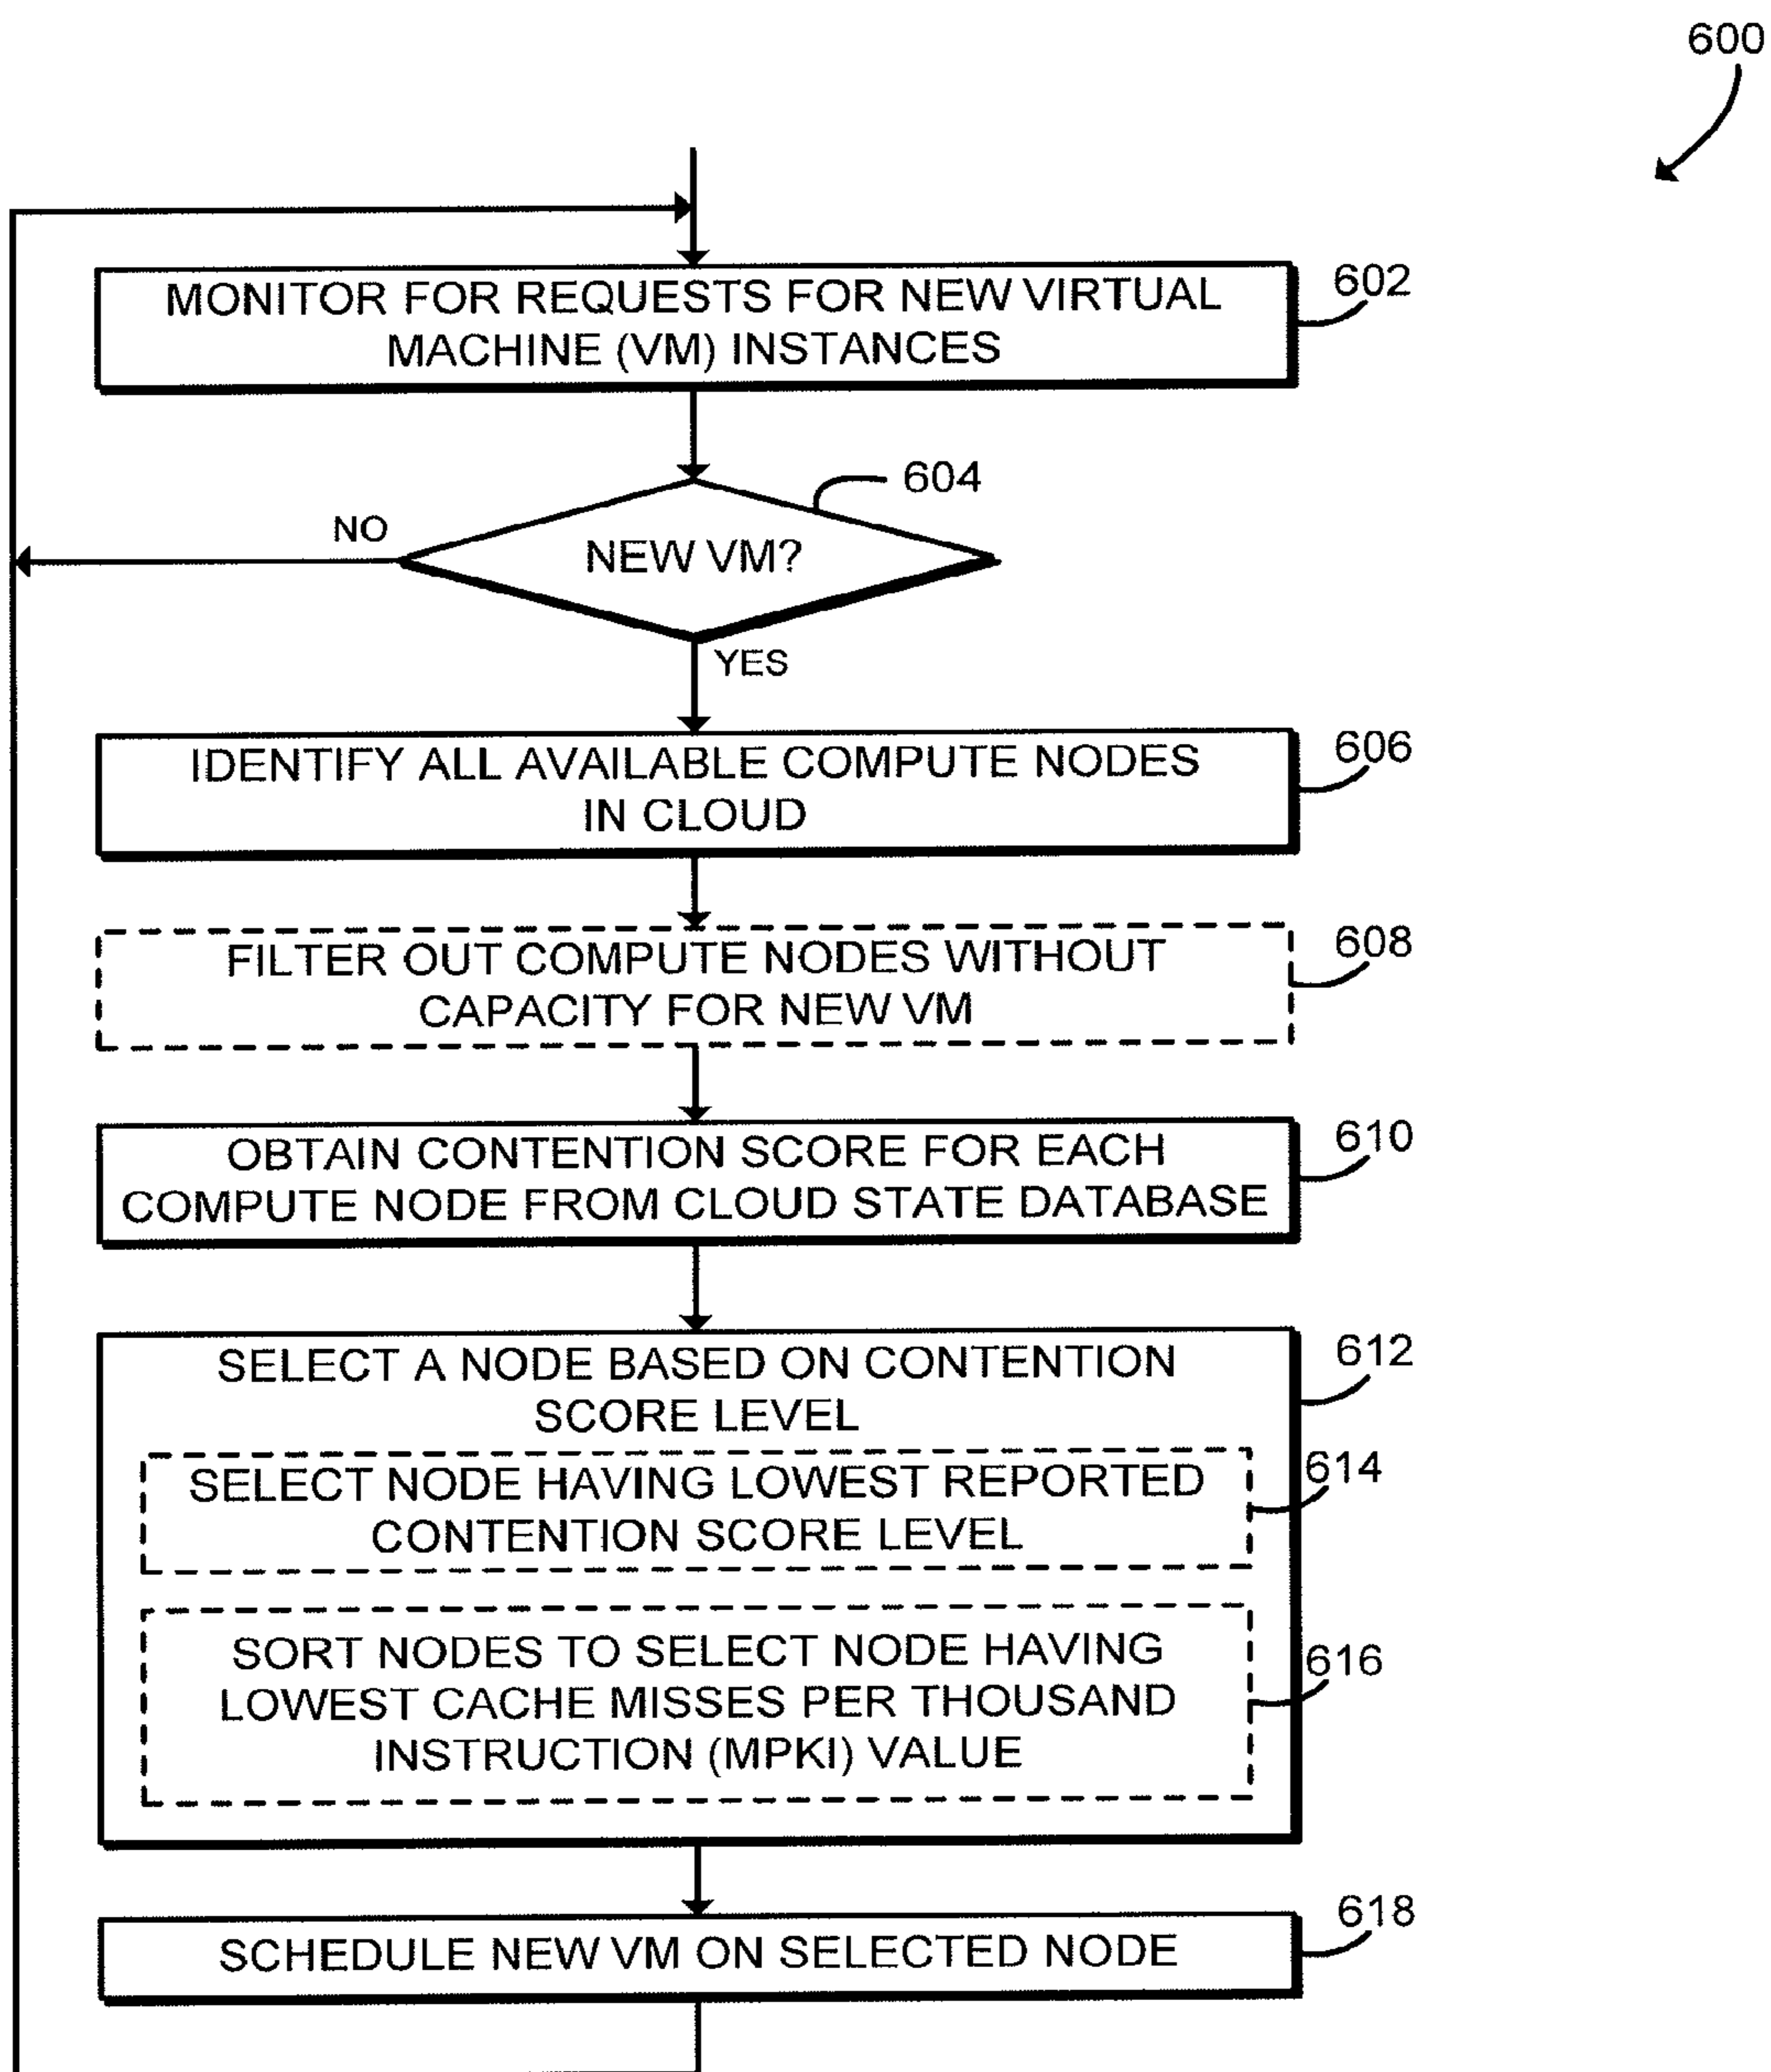 600
MONITOR FOR REQUESTS FOR NEW VIRTUAL
MACHINE (VM) INSTANCES
602
604
NEW VM?
NO
YES
IDENTIFY ALL AVAILABLE COMPUTE NODES
IN CLOUD
606
FILTER OUT COMPUTE NODES WITHOUT
CAPACITY FOR NEW VM
608
OBTAIN CONTENTION SCORE FOR EACH
COMPUTE NODE FROM CLOUD STATE DATABASE
610
SELECT A NODE BASED ON CONTENTION
SCORE LEVEL
612
SELECT NODE HAVING LOWEST REPORTED
CONTENTION SCORE LEVEL
614
SORT NODES TO SELECT NODE HAVING
LOWEST CACHE MISSES PER THOUSAND
INSTRUCTION (MPKI) VALUE
616
SCHEDULE NEW VM ON SELECTED NODE
618